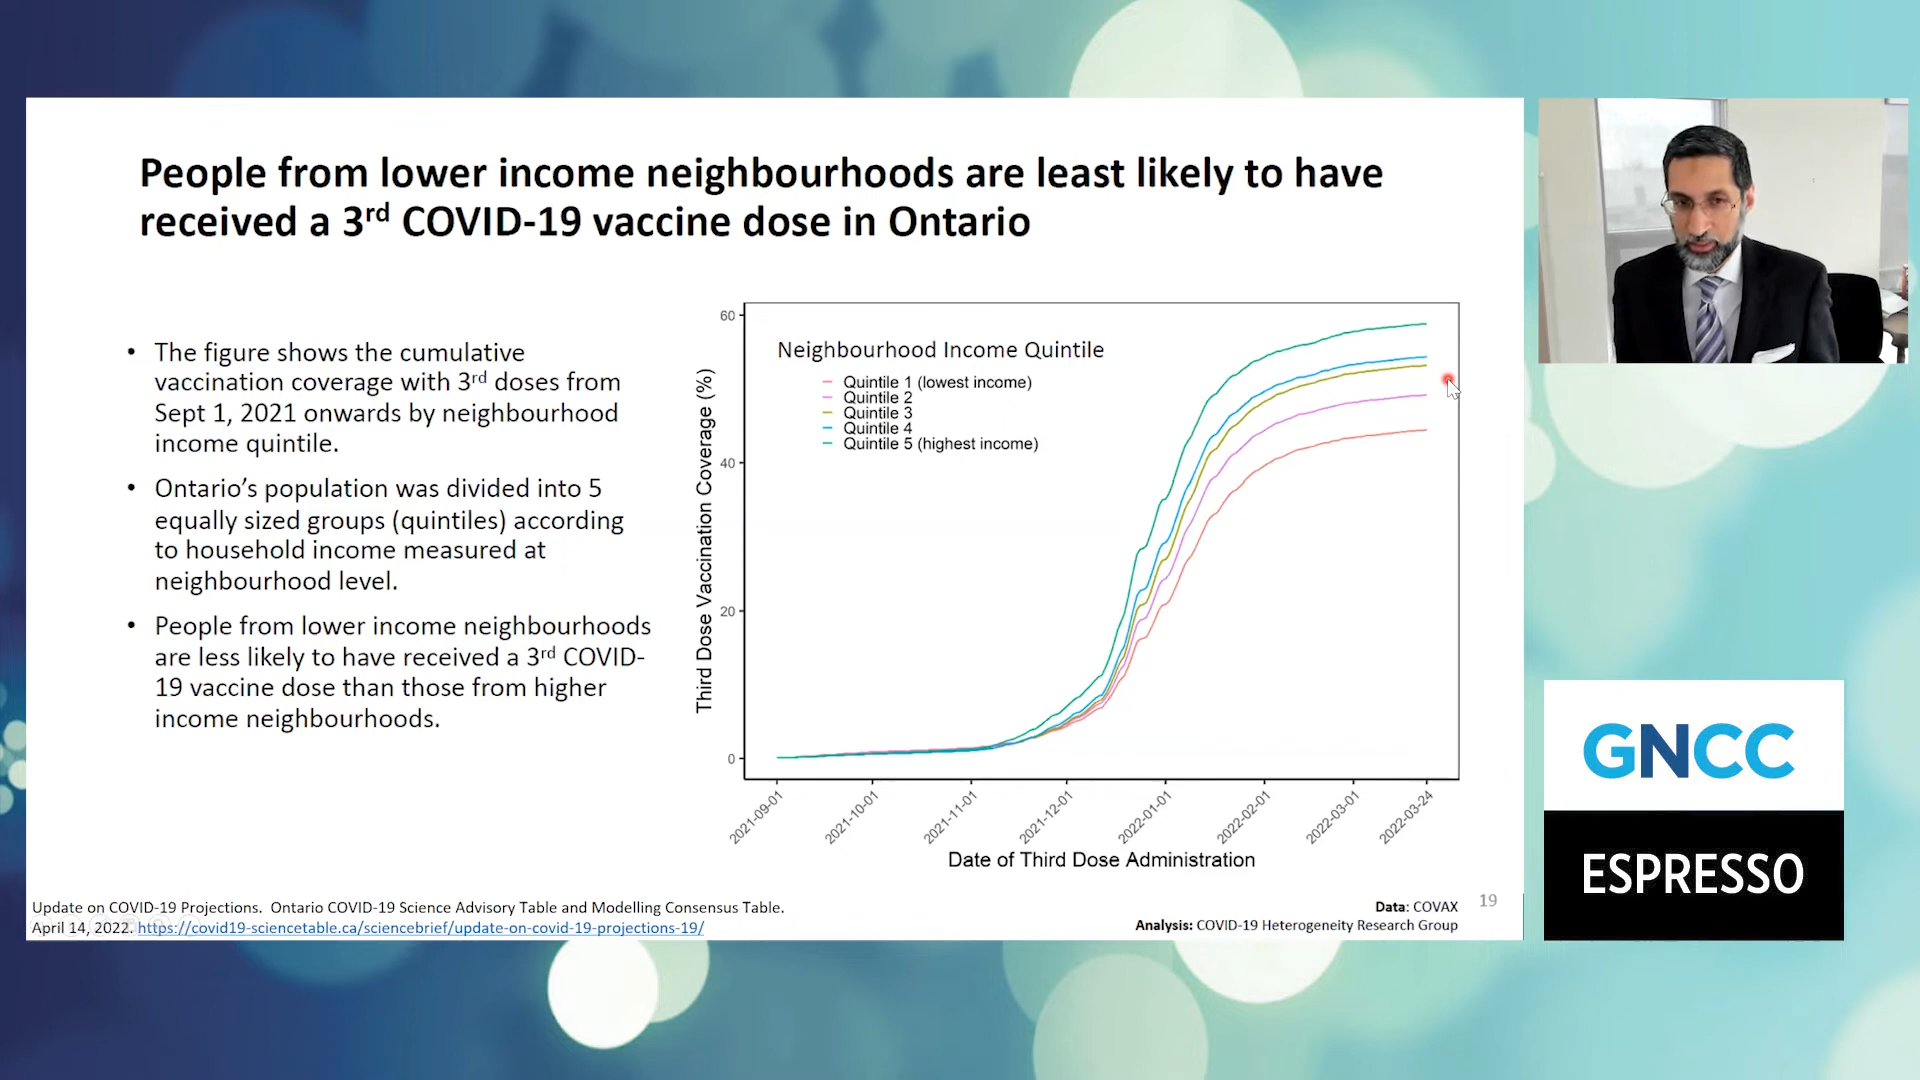 People from lower income neighbourhoods are least likely to have
received a 3rd COVID-19 vaccine dose in Ontario
• The figure shows the cumulative
vaccination coverage with 3rd doses from
Sept 1, 2021 onwards by neighbourhood
income quintile.
• Ontario’s population was divided into 5
equally sized groups (quintiles) according
to household income measured at
neighbourhood level.
• People from lower income neighbourhoods
are less likely to have received a 3rd COVID-
19 vaccine dose than those from higher
income neighbourhoods.
Third Dose Vaccination Coverage (%)
60
40
20
0
Neighbourhood Income Quintile
Quintile 1 (lowest income)
Quintile 2
Quintile 3
Quintile 4
Quintile 5 (highest income)
2021-09-01
2021-10-01
2021-11-01
2021-12-01
2022-01-01
2022-02-01
2022-03-01
2022-03-24
Date of Third Dose Administration
Update on COVID-19 Projections. Ontario COVID-19 Science Advisory Table and Modelling Consensus Table.
April 14, 2022. https://covid19-sciencetable.ca/sciencebrief/update-on-covid-19-projections-19/
Data: COVAX
Analysis: COVID-19 Heterogeneity Research Group
19
GNCC
ESPRESSO